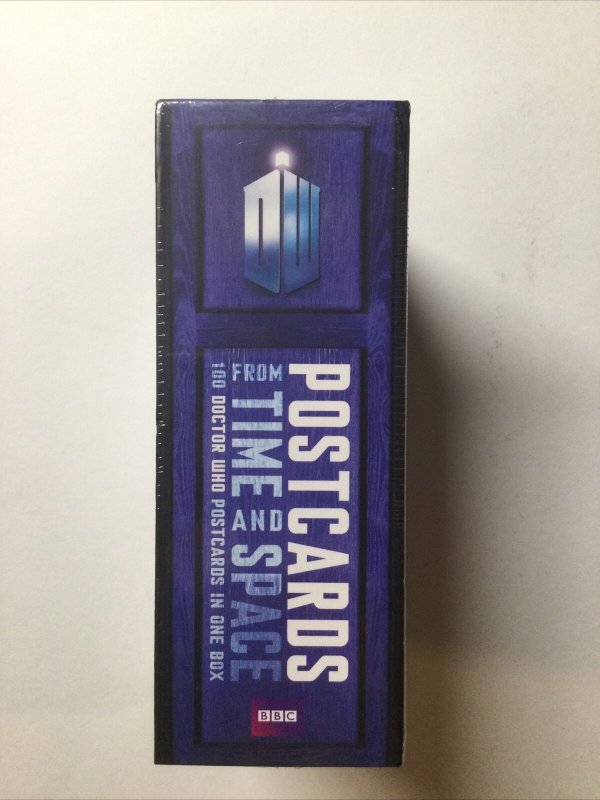 DW
POSTCARDS
FROM TIME AND SPACE
100 DOCTOR WHO POSTCARDS IN ONE BOX
BBC